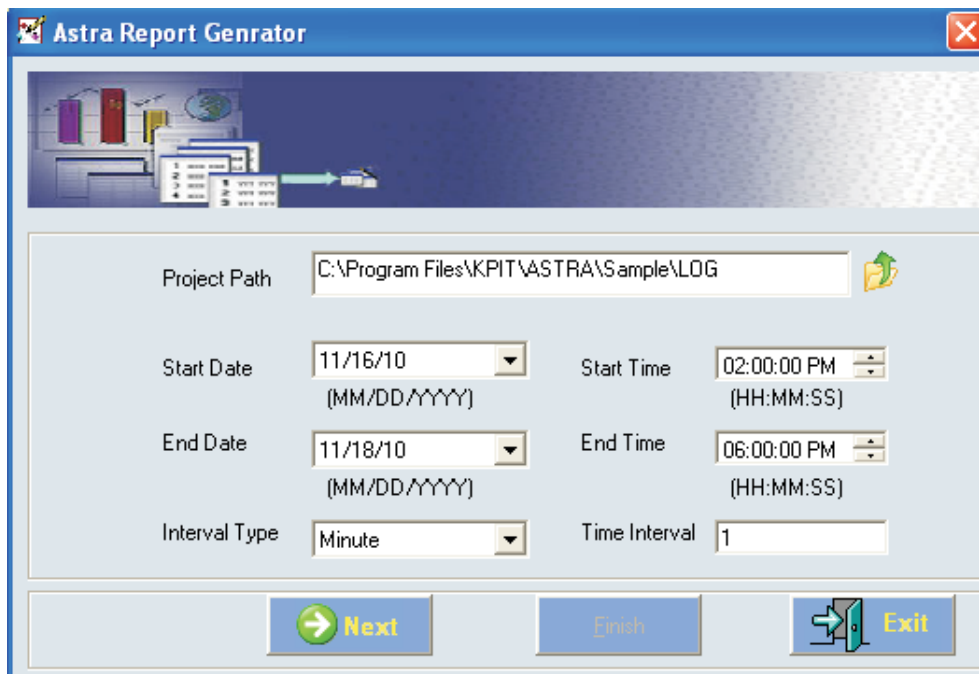 Astra Report Genrator
Project Path C:\Program Files\KPIT\ASTRA\Sample\LOG
Start Date 11/16/10 Start Time 02:00:00 PM
(MM/DD/YYYY) (HH:MM:SS)
End Date 11/18/10 End Time 06:00:00 PM
(MM/DD/YYYY) (HH:MM:SS)
Interval Type Minute Time Interval 1
Next Finish Exit